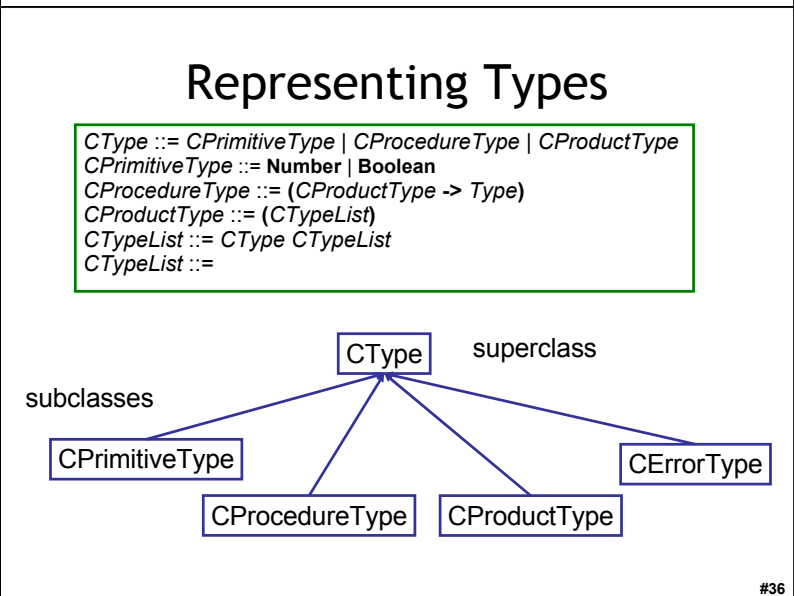 Representing Types
CType ::= CPrimitiveType | CProcedureType | CProductType
CPrimitiveType ::= Number | Boolean
CProcedureType ::= (CProductType -> Type)
CProductType ::= (CTypeList)
CTypeList ::= CType CTypeList
CTypeList ::=
CType
superclass
subclasses
CPrimitiveType
CErrorType
CProcedureType
CProductType
#36